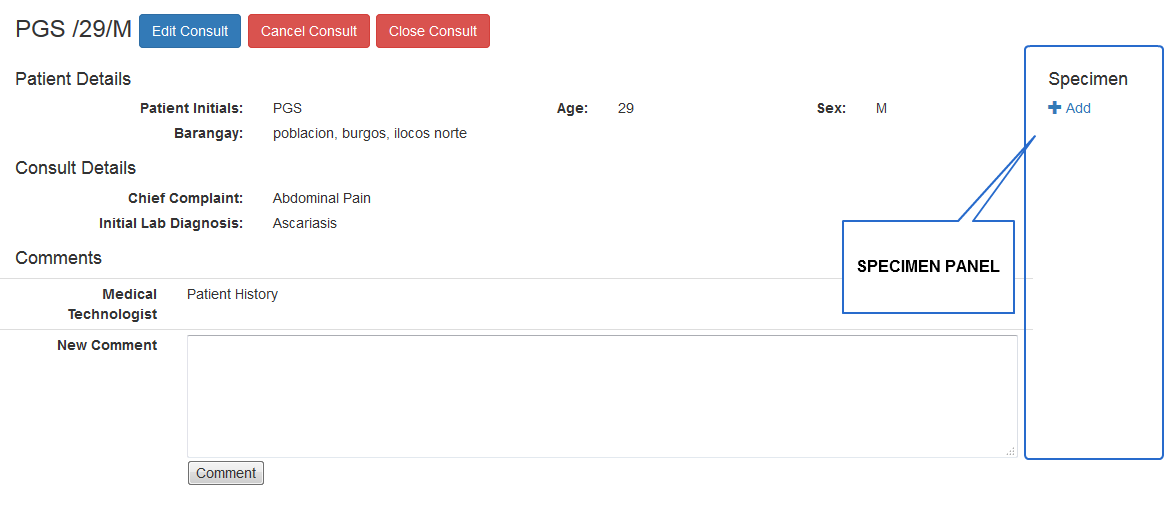 PGS /29/M Edit Consult Cancel Consult Close Consult
Patient Details
Patient Initials: PGS Age: 29 Sex: M
Barangay: poblacion, burgos, ilocos norte
Consult Details
Chief Complaint: Abdominal Pain
Initial Lab Diagnosis: Ascariasis
Comments
Medical Technologist Patient History
New Comment
Comment
Specimen
Add
SPECIMEN PANEL